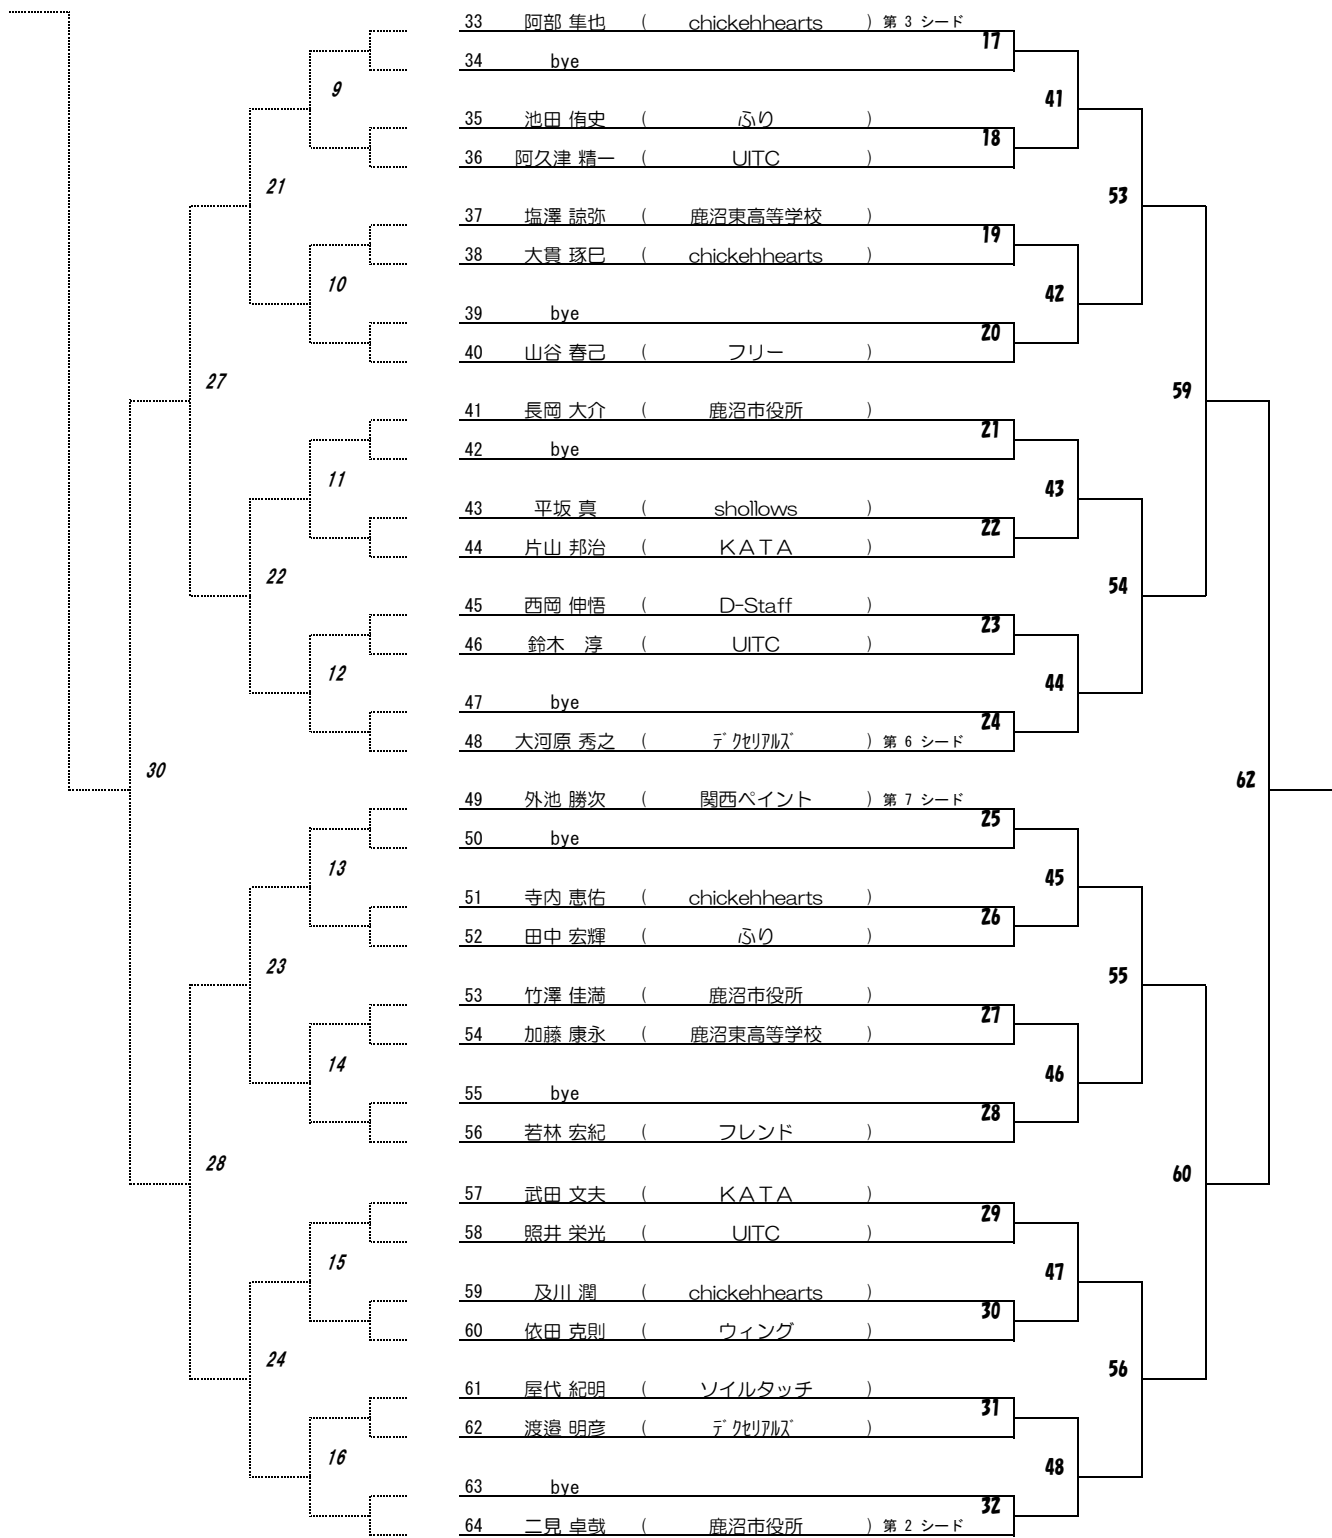 33 阿部 隼也 ( chickehhearts ) 第 3 シード
17
34 bye
9
41
35 池田 侑史 ( ふり )
18
36 阿久津 精一 ( UITC )
21
53
37 塩澤 諒弥 ( 鹿沼東高等学校 )
19
38 大貫 琢巳 ( chickehhearts )
10
42
39 bye
20
40 山谷 春己 ( フリー )
27
59
41 長岡 大介 ( 鹿沼市役所 )
21
42 bye
11
43
43 平坂 真 ( shollows )
22
44 片山 邦治 ( KATA )
22
54
45 西岡 伸悟 ( D-Staff )
23
46 鈴木 淳 ( UITC )
12
44
47 bye
24
48 大河原 秀之 ( ﾃﾞｸｾﾘｱﾙｽﾞ ) 第 6 シード
30
62
49 外池 勝次 ( 関西ペイント ) 第 7 シード
25
50 bye
13
45
51 寺内 恵佑 ( chickehhearts )
26
52 田中 宏輝 ( ふり )
23
55
53 竹澤 佳満 ( 鹿沼市役所 )
27
54 加藤 康永 ( 鹿沼東高等学校 )
14
46
55 bye
28
56 若林 宏紀 ( フレンド )
28
60
57 武田 文夫 ( KATA )
29
58 照井 栄光 ( UITC )
15
47
59 及川 潤 ( chickehhearts )
30
60 依田 克則 ( ウィング )
24
56
61 屋代 紀明 ( ソイルタッチ )
31
62 渡邉 明彦 ( ﾃﾞｸｾﾘｱﾙｽﾞ )
16
48
63 bye
32
64 二見 卓哉 ( 鹿沼市役所 ) 第 2 シード